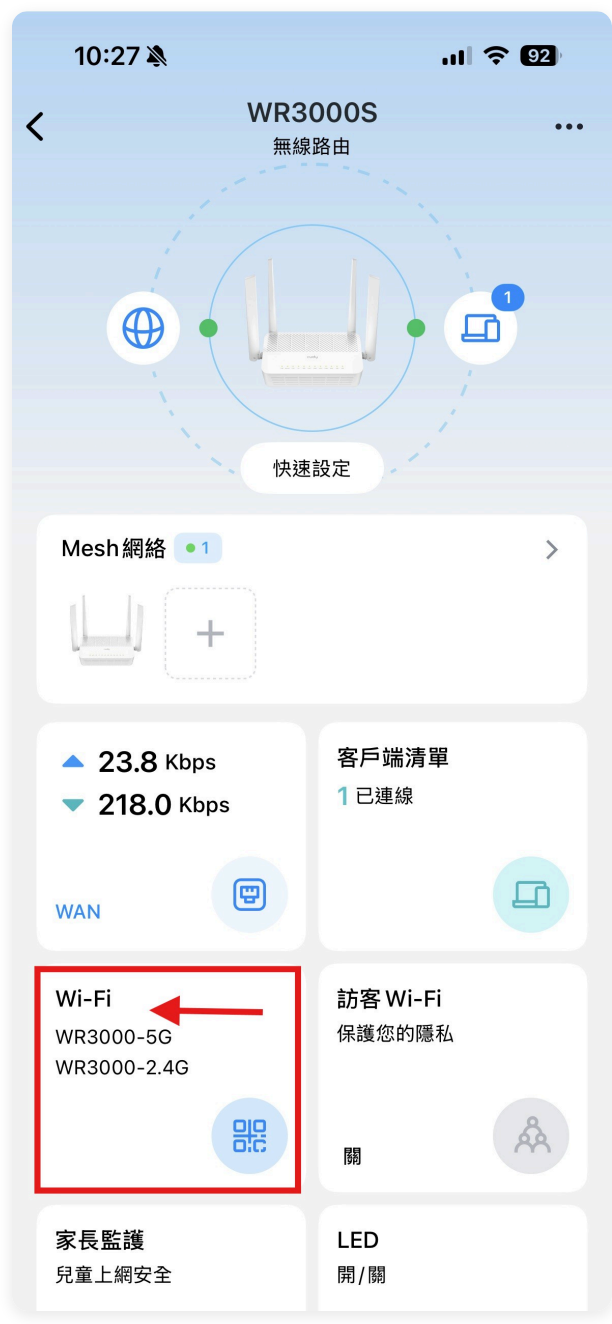 10:27
92
WR3000S
無線路由
1
快速設定
Mesh網絡 1
23.8 Kbps
218.0 Kbps
WAN
客戶端清單
1 已連線
Wi-Fi
WR3000-5G
WR3000-2.4G
訪客 Wi-Fi
保護您的隱私
關
家長監護
兒童上網安全
LED
開/關